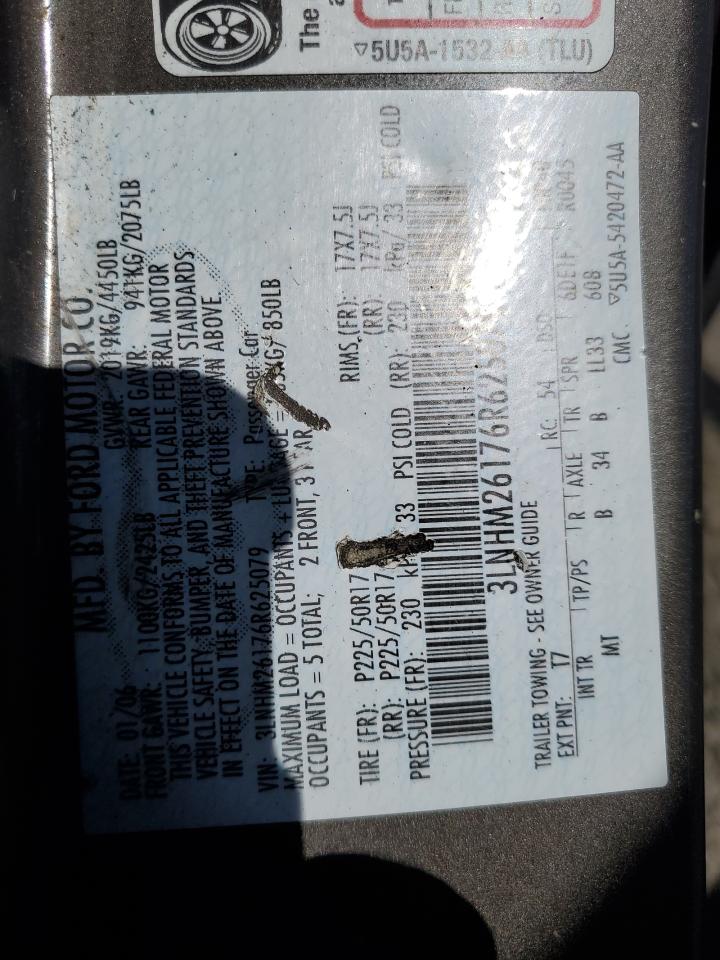 The
5U5A-1532-AA (TLU)
MFD. BY FORD MOTOR CO.
DATE: 01/06 GVWR: 2019KG/4450LB
FRONT GAWR: 1100KG/2425LB REAR GAWR: 941KG/2075LB
THIS VEHICLE CONFORMS TO ALL APPLICABLE FEDERAL MOTOR
VEHICLE SAFETY, BUMPER, AND THEFT PREVENTION STANDARDS
IN EFFECT ON THE DATE OF MANUFACTURE SHOWN ABOVE
VIN: 3LNHM26176R625079 TYPE: Passenger Car
MAXIMUM LOAD = OCCUPANTS + LUGGAGE = 850LB
OCCUPANTS = 5 TOTAL; 2 FRONT, 3
TIRE (FR): P225/50R17 RIMS (FR): 17X7.5J
(RR): P225/50R17 (RR): 17X7.5J
PRESSURE (FR): 230 33 PSI COLD (RR): 230 kPa/ 33 PSI COLD
3LNHM26176R625
TRAILER TOWING - SEE OWNER GUIDE
EXT PNT: T7 RC: 54 DSO
INT TR TP/PS R AXLE TR SPR 6DE1F R0045
MT B 34 B LL33 608
CMC 5U5A-5420472-AA